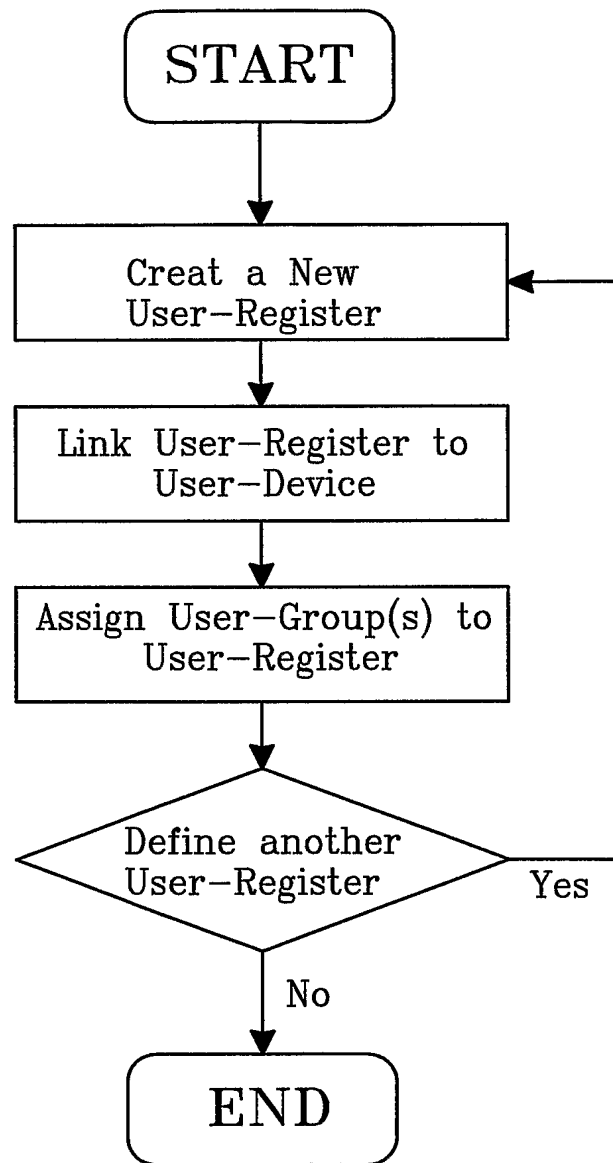 START
Creat a New
User-Register
Link User-Register to
User-Device
Assign User-Group(s) to
User-Register
Define another
User-Register
Yes
No
END